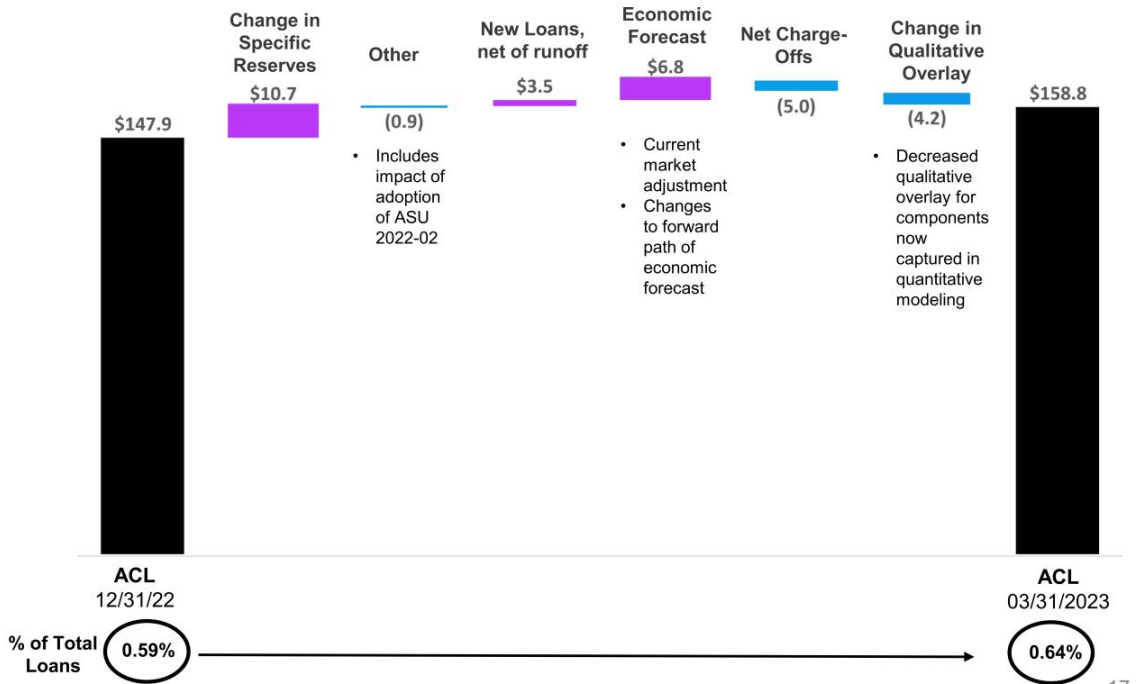 Change in
Specific
Reserves
$10.7
Other
(0.9)
• Includes
impact of
adoption
of ASU
2022-02
New Loans,
net of runoff
$3.5
Economic
Forecast
$6.8
• Current
market
adjustment
• Changes
to forward
path of
economic
forecast
Net Charge-
Offs
(5.0)
Change in
Qualitative
Overlay
(4.2)
• Decreased
qualitative
overlay for
components
now
captured in
quantitative
modeling
$147.9
$158.8
ACL
12/31/22
ACL
03/31/2023
% of Total
Loans
0.59%
0.64%